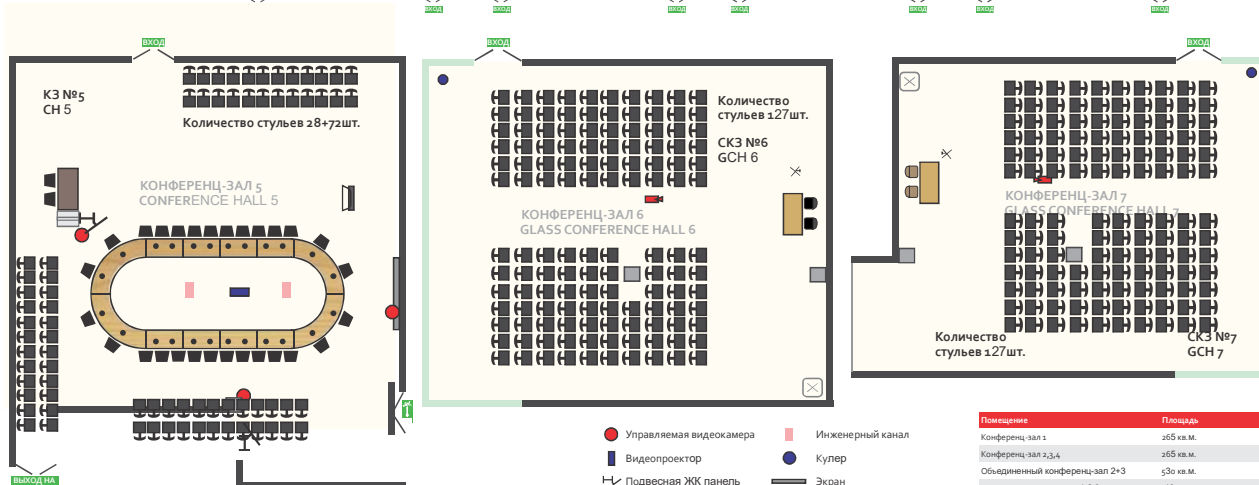 ВХОД
ВХОД
ВХОД
ВХОД
ВХОД
ВХОД
ВХОД
ВХОД
ВХОД
ВХОД
КЗ №5
CH 5
Количество стульев 28+72шт.
КОНФЕРЕНЦ-ЗАЛ 5
CONFERENCE HALL 5
ВЫХОД НА
Количество
стульев 127шт.
СКЗ №6
GCH 6
КОНФЕРЕНЦ-ЗАЛ 6
GLASS CONFERENCE HALL 6
КОНФЕРЕНЦ-ЗАЛ 7
GLASS CONFERENCE HALL 7
Количество
стульев 127шт.
СКЗ №7
GCH 7
Управляемая видеокамера
Видеопроектор
Подвесная ЖК панель
Инженерный канал
Кулер
Экран
Помещение Площадь
Конференц-зал 1 265 кв.м.
Конференц-зал 2,3,4 265 кв.м.
Объединенный конференц-зал 2+3 530 кв.м.